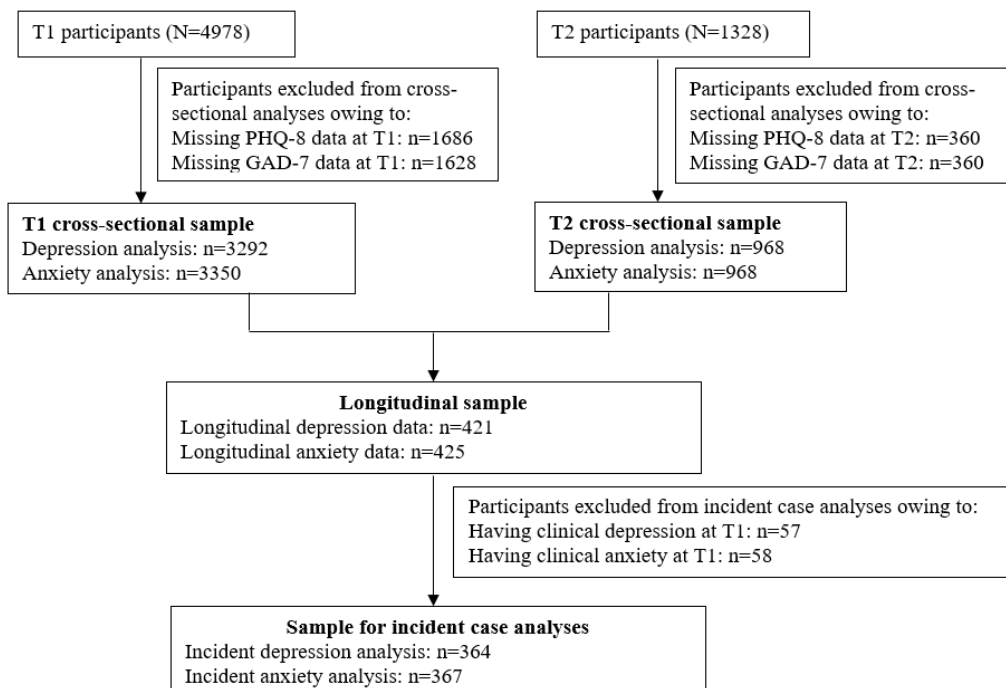 T1 participants (N=4978)
T2 participants (N=1328)
Participants excluded from cross-
sectional analyses owing to:
Missing PHQ-8 data at T1: n=1686
Missing GAD-7 data at T1: n=1628
Participants excluded from cross-
sectional analyses owing to:
Missing PHQ-8 data at T2: n=360
Missing GAD-7 data at T2: n=360
T1 cross-sectional sample
Depression analysis: n=3292
Anxiety analysis: n=3350
T2 cross-sectional sample
Depression analysis: n=968
Anxiety analysis: n=968
Longitudinal sample
Longitudinal depression data: n=421
Longitudinal anxiety data: n=425
Participants excluded from incident case analyses owing to:
Having clinical depression at T1: n=57
Having clinical anxiety at T1: n=58
Sample for incident case analyses
Incident depression analysis: n=364
Incident anxiety analysis: n=367